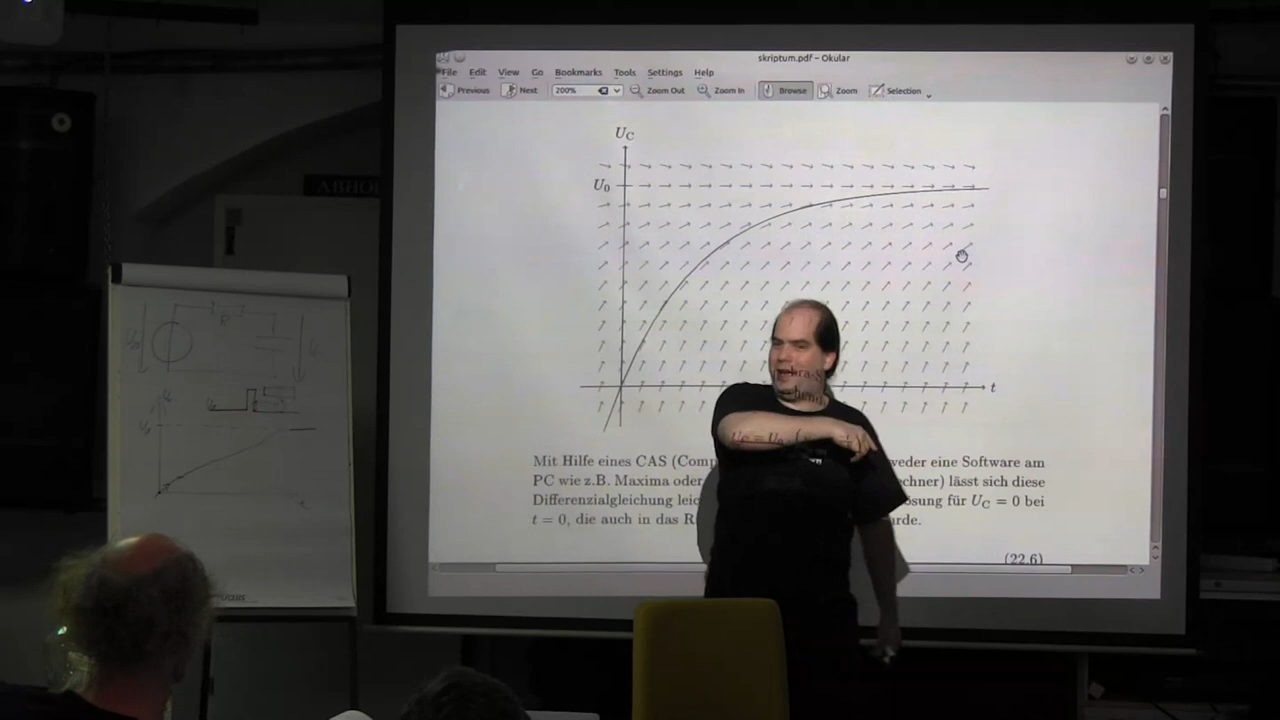 skriptum.pdf – Okular
File Edit View Go Bookmarks Tools Settings Help
Previous Next 200% Zoom Out Zoom In Browse Zoom Selection
U_C
U_0
t
Mit Hilfe eines CAS (Comp weder eine Software am
PC wie z.B. Maxima oder echner) lässt sich diese
Differenzialgleichung leic ösung für U_C = 0 bei
t = 0, die auch in das R urde.
(22.6)
ABHO
R